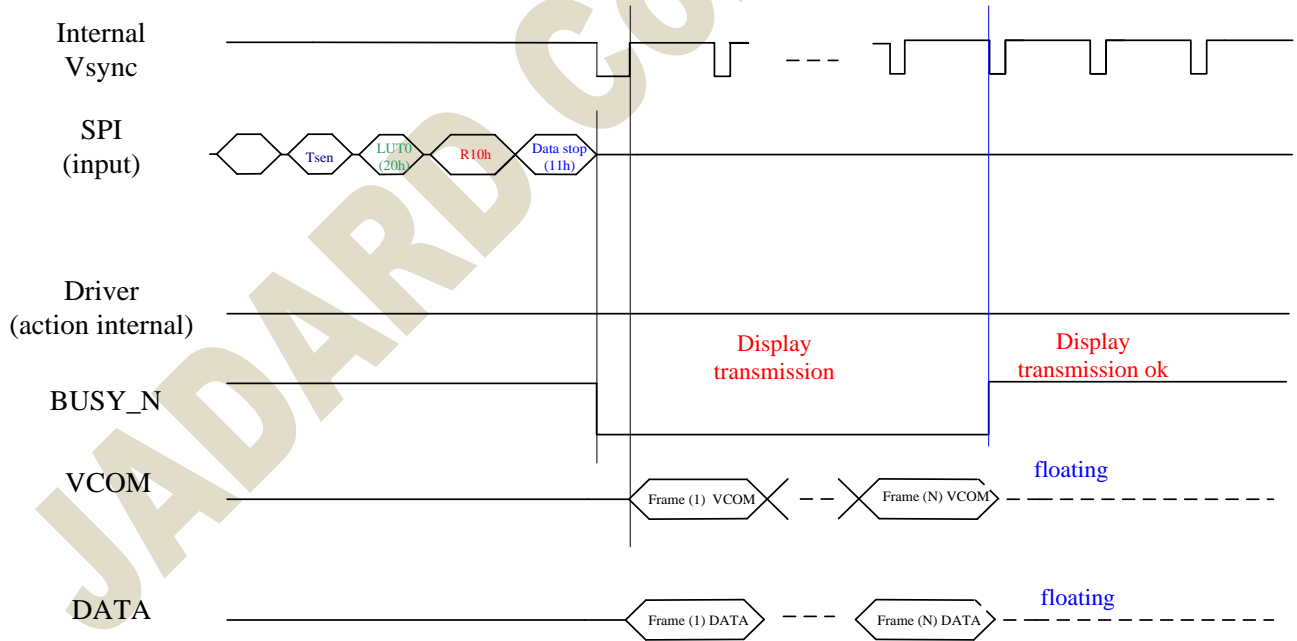 Internal
Vsync
SPI
(input)
Tsen
LUT0
(20h)
R10h
Data stop
(11h)
Driver
(action internal)
Display
transmission
Display
transmission ok
BUSY_N
VCOM
Frame (1) VCOM
Frame (N) VCOM
floating
DATA
Frame (1) DATA
Frame (N) DATA
floating
JADARD